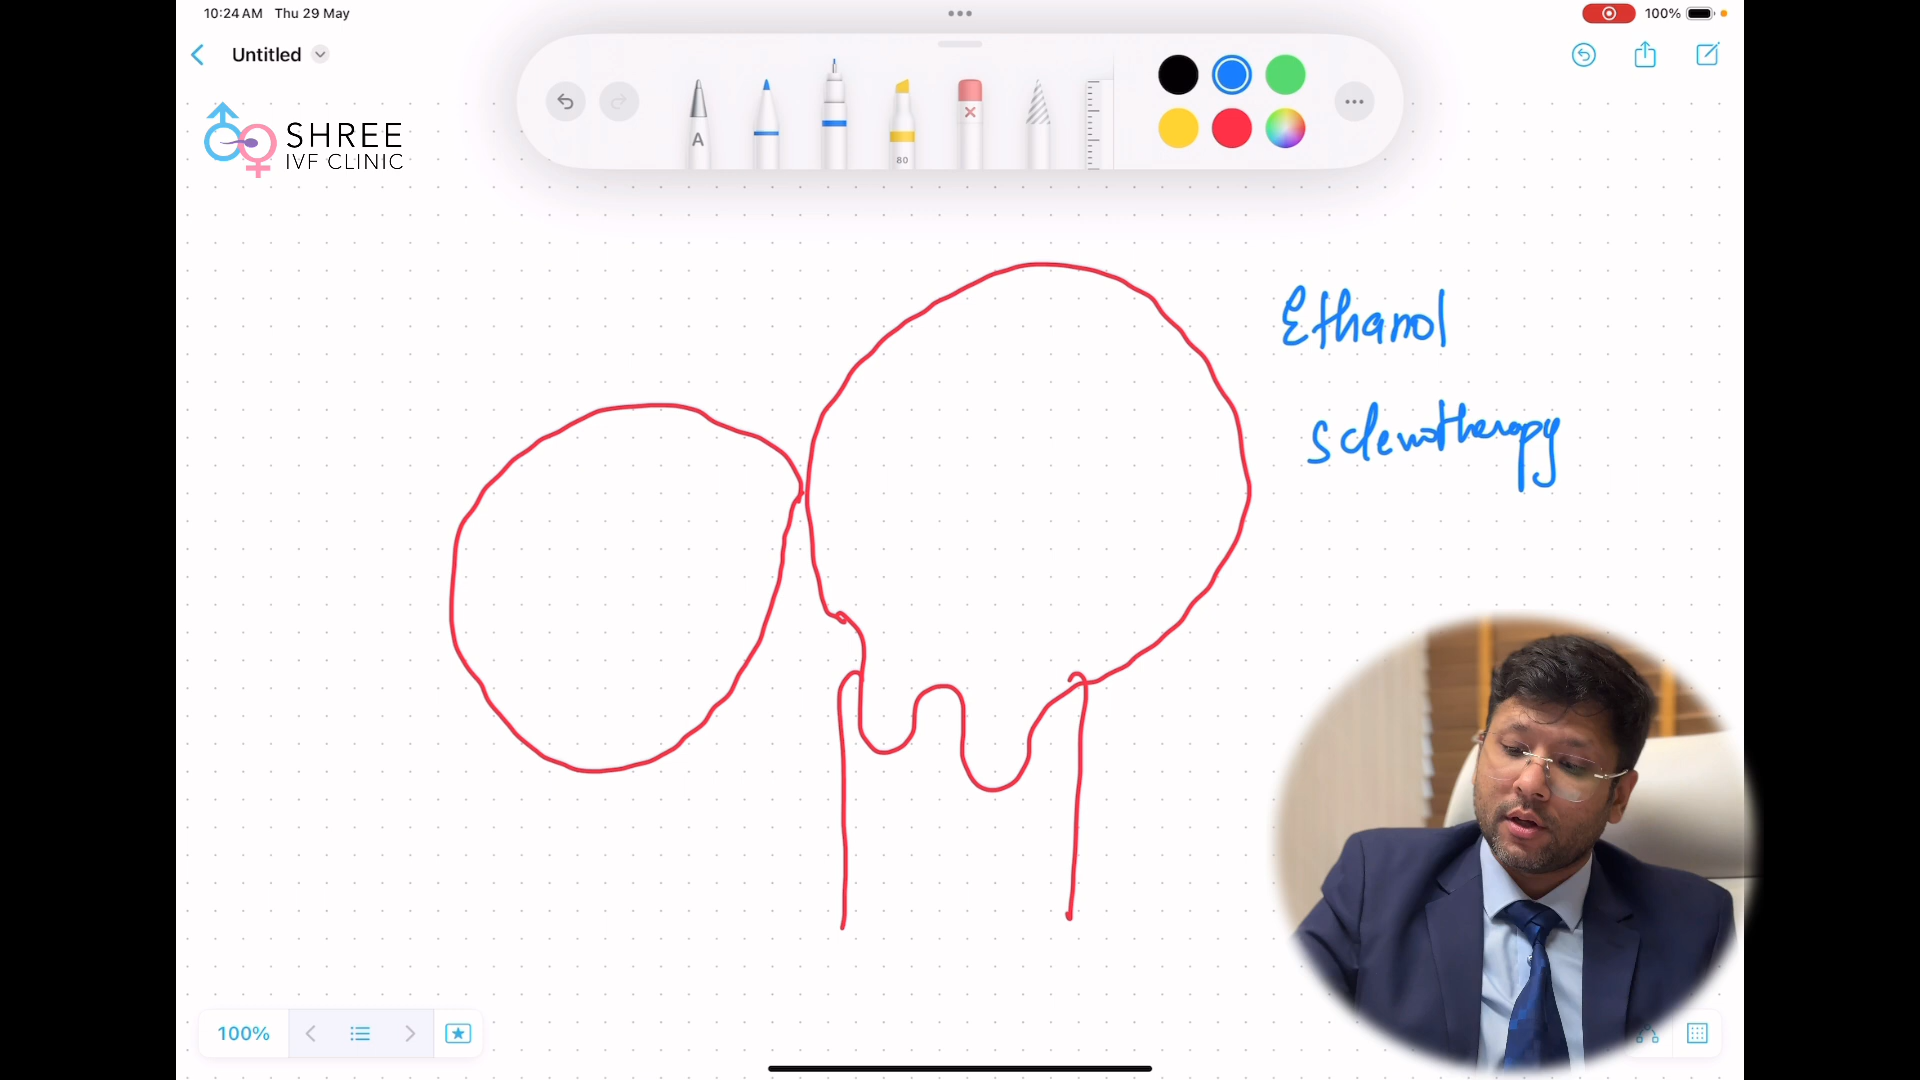 10:24 AM Thu 29 May
100%
Untitled
SHREE
IVF CLINIC
A
80
Ethanol
sclerotherapy
100%